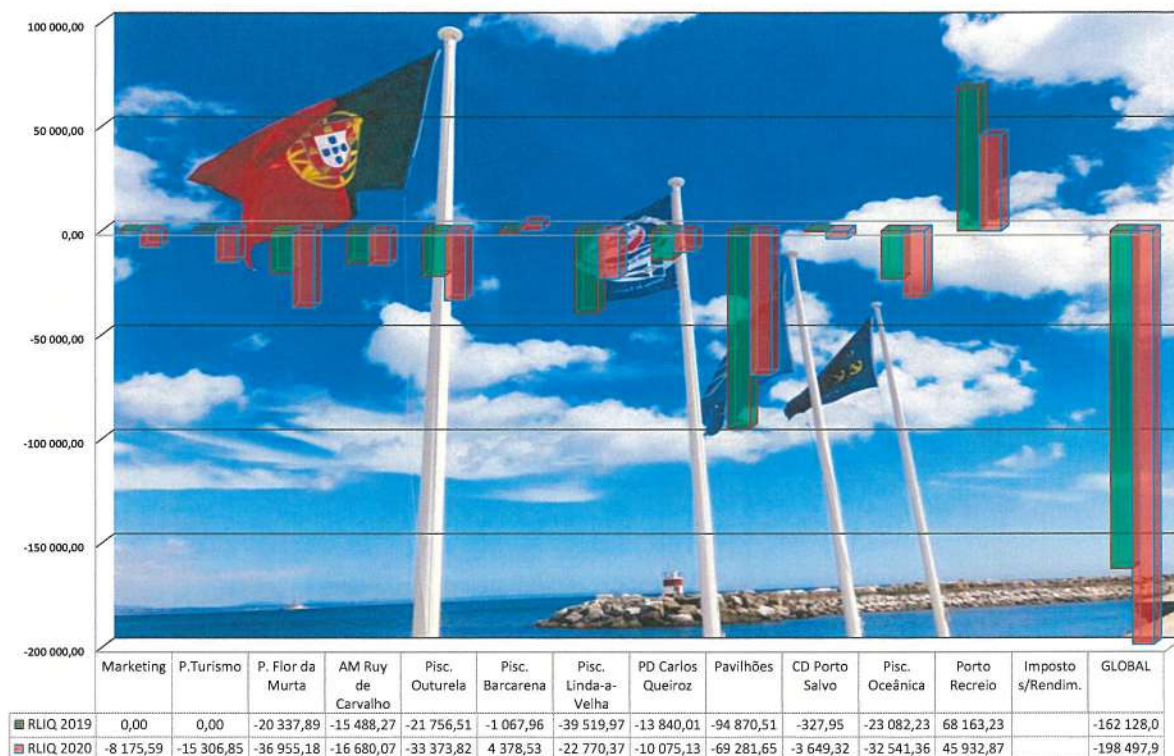 100 000,00
50 000,00
0,00
-50 000,00
-100 000,00
-150 000,00
-200 000,00
Marketing P.Turismo P. Flor da Murta AM Ruy de Carvalho Pisc. Outurela Pisc. Barcarena Pisc. Linda-a-Velha PD Carlos Queiroz Pavilhões CD Porto Salvo Pisc. Oceânica Porto Recreio Imposto s/Rendim. GLOBAL
RLIQ 2019 0,00 0,00 -20 337,89 -15 488,27 -21 756,51 -1 067,96 -39 519,97 -13 840,01 -94 870,51 -327,95 -23 082,23 68 163,23 -162 128,0
RLIQ 2020 -8 175,59 -15 306,85 -36 955,18 -16 680,07 -33 373,82 4 378,53 -22 770,37 -10 075,13 -69 281,65 -3 649,32 -32 541,36 45 932,87 -198 497,8